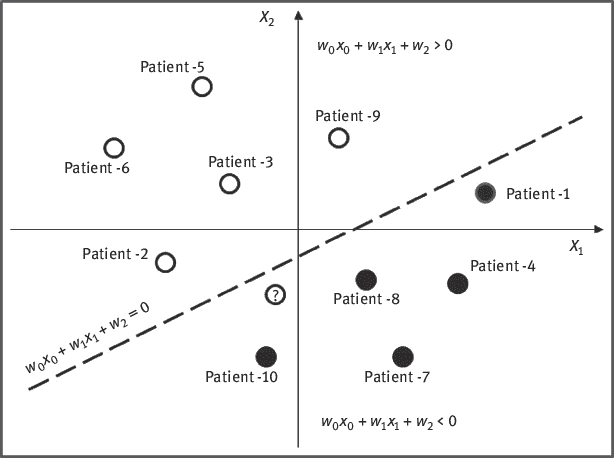 X₂
w₀x₀ + w₁x₁ + w₂ > 0
Patient -5
Patient -9
Patient -6
Patient -3
Patient -1
X₁
Patient -2
Patient -4
?
Patient -8
w₀x₀ + w₁x₁ + w₂ = 0
Patient -10
Patient -7
w₀x₀ + w₁x₁ + w₂ < 0